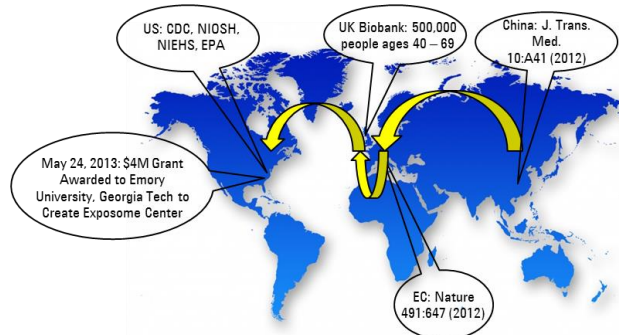 US: CDC, NIOSH,
NIEHS, EPA
UK Biobank: 500,000
people ages 40 – 69
China: J. Trans.
Med.
10:A41 (2012)
May 24, 2013: $4M Grant
Awarded to Emory
University, Georgia Tech to
Create Exposome Center
EC: Nature
491:647 (2012)